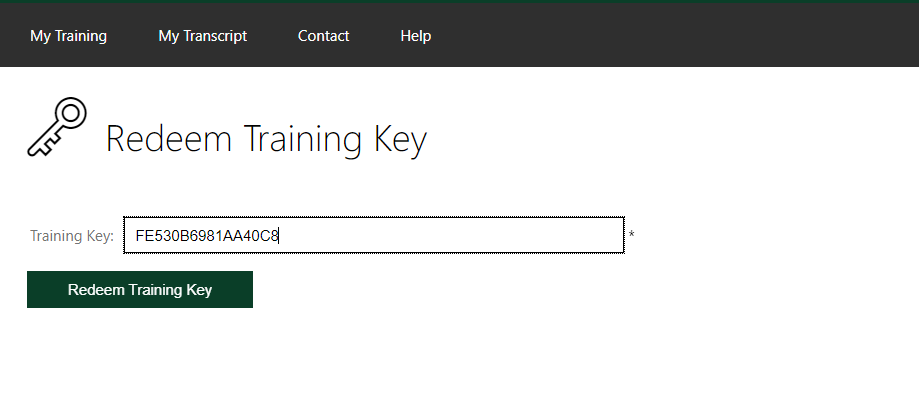 My Training My Transcript Contact Help
Redeem Training Key
Training Key: FE530B6981AA40C8 *
Redeem Training Key